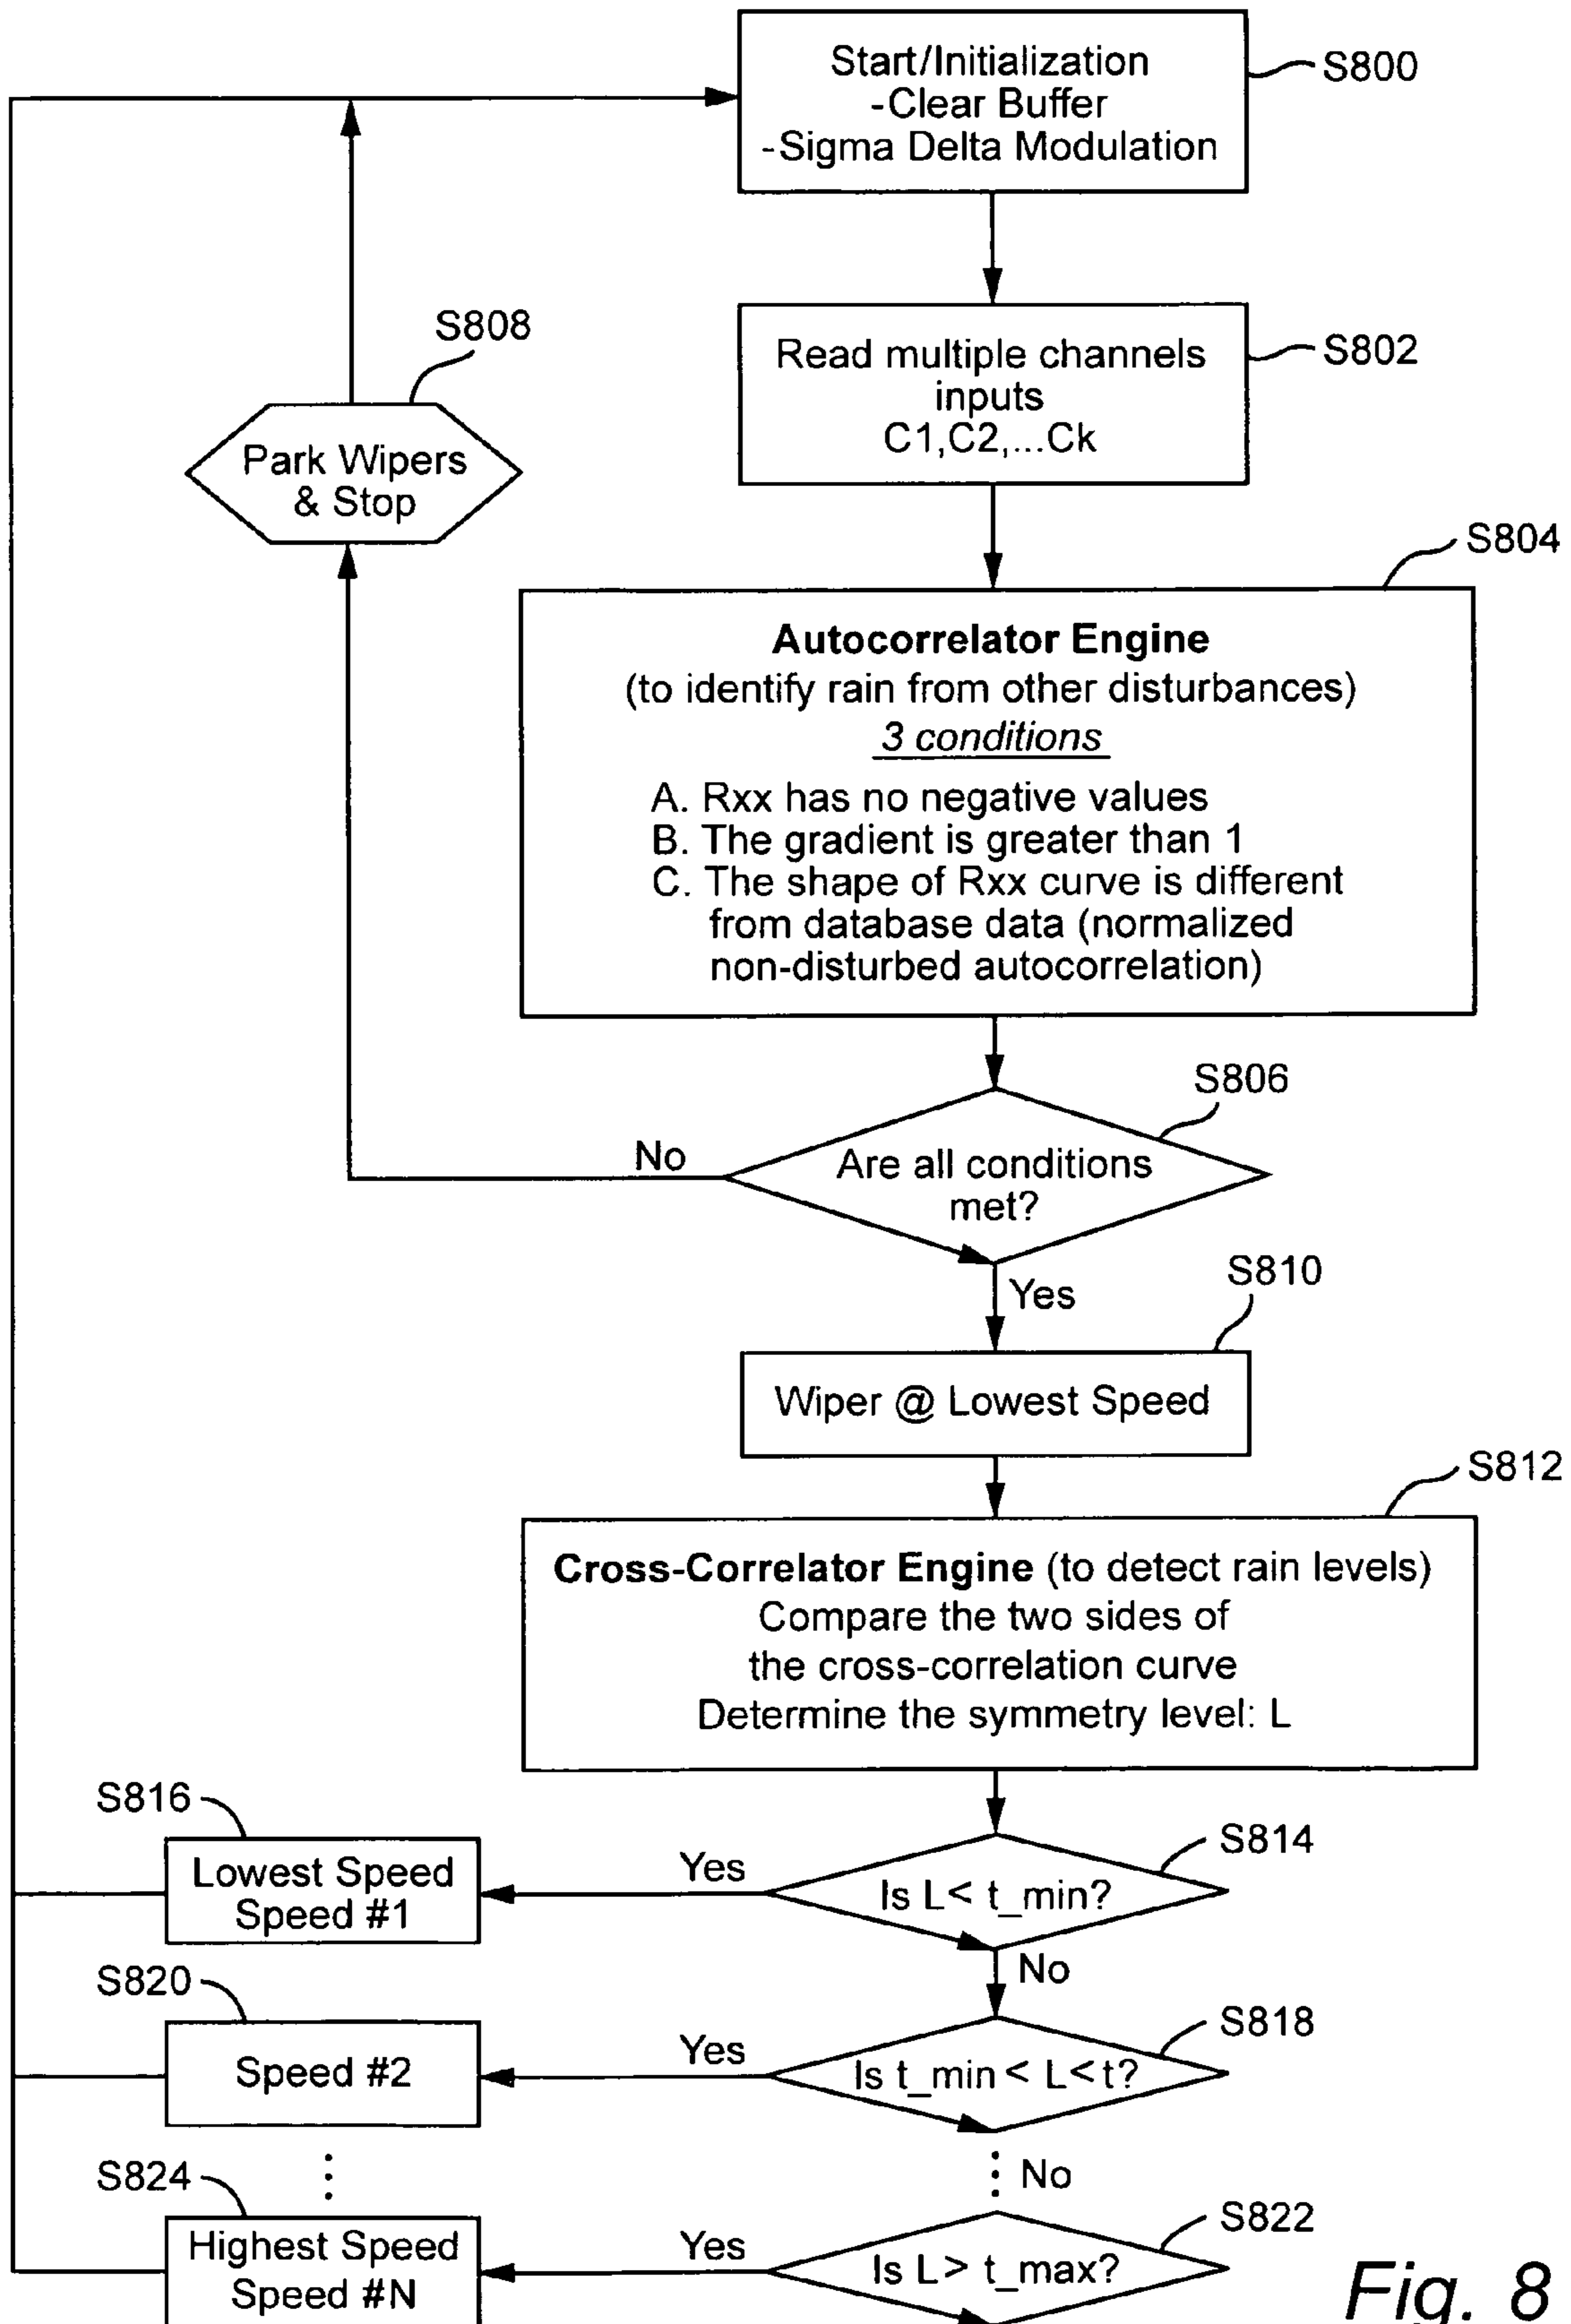 Start/Initialization
-Clear Buffer
-Sigma Delta Modulation
S800
Read multiple channels
inputs
C1,C2,...Ck
S802
S808
Park Wipers
& Stop
S804
Autocorrelator Engine
(to identify rain from other disturbances)
3 conditions
A. Rxx has no negative values
B. The gradient is greater than 1
C. The shape of Rxx curve is different
from database data (normalized
non-disturbed autocorrelation)
S806
No
Are all conditions
met?
Yes
S810
Wiper @ Lowest Speed
S812
Cross-Correlator Engine (to detect rain levels)
Compare the two sides of
the cross-correlation curve
Determine the symmetry level: L
S816
Lowest Speed
Speed #1
Yes
S814
Is L< t_min?
No
S820
Speed #2
Yes
S818
Is t_min < L<t?
No
S824
Highest Speed
Speed #N
Yes
S822
Is L> t_max?
Fig. 8